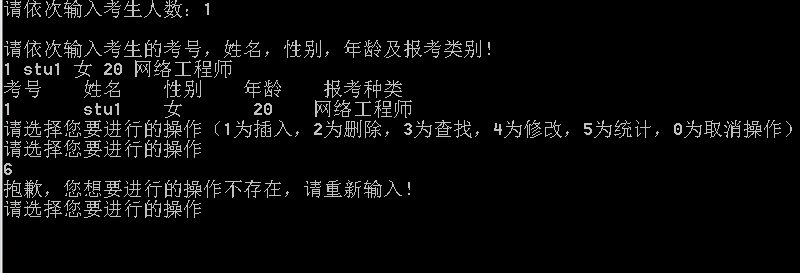 请依次输入考生人数：1
请依次输入考生的考号，姓名，性别，年龄及报考类别！
1 stu1 女 20 网络工程师
考号 姓名 性别 年龄 报考种类
1 stu1 女 20 网络工程师
请选择您要进行的操作（1为插入，2为删除，3为查找，4为修改，5为统计，0为取消操作）
请选择您要进行的操作
6
抱歉，您想要进行的操作不存在，请重新输入！
请选择您要进行的操作